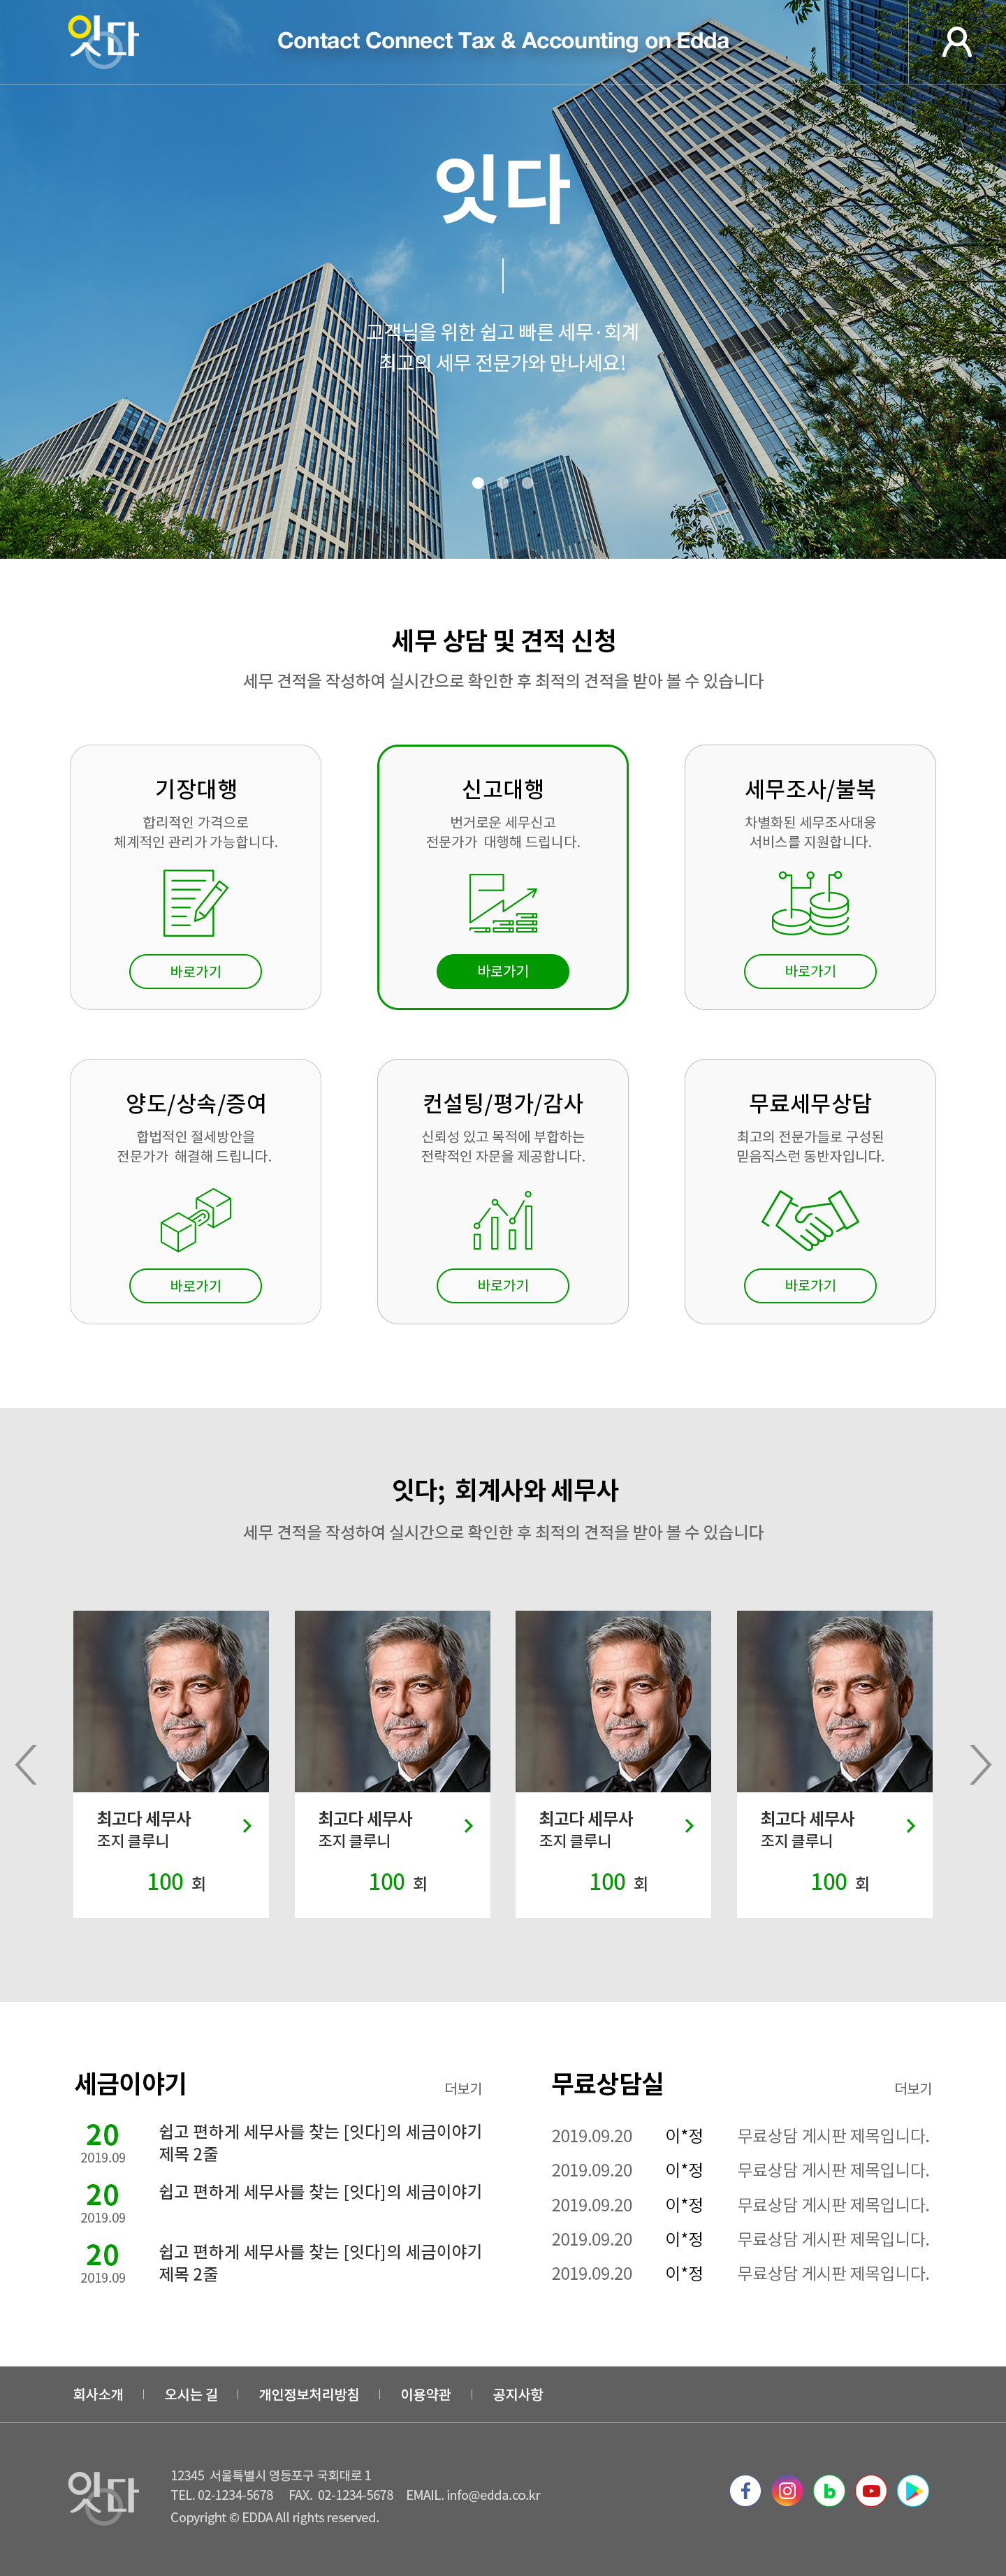 잇다
Contact Connect Tax & Accounting on Edda
잇다
고객님을 위한 쉽고 빠른 세무·회계
최고의 세무 전문가와 만나세요!
세무 상담 및 견적 신청
세무 견적을 작성하여 실시간으로 확인한 후 최적의 견적을 받아 볼 수 있습니다
기장대행
합리적인 가격으로
체계적인 관리가 가능합니다.
바로가기
신고대행
번거로운 세무신고
전문가가 대행해 드립니다.
바로가기
세무조사/불복
차별화된 세무조사대응
서비스를 지원합니다.
바로가기
양도/상속/증여
합법적인 절세방안을
전문가가 해결해 드립니다.
바로가기
컨설팅/평가/감사
신뢰성 있고 목적에 부합하는
전략적인 자문을 제공합니다.
바로가기
무료세무상담
최고의 전문가들로 구성된
믿음직스런 동반자입니다.
바로가기
잇다; 회계사와 세무사
세무 견적을 작성하여 실시간으로 확인한 후 최적의 견적을 받아 볼 수 있습니다
최고다 세무사
조지 클루니
100 회
최고다 세무사
조지 클루니
100 회
최고다 세무사
조지 클루니
100 회
최고다 세무사
조지 클루니
100 회
세금이야기
더보기
20
2019.09
쉽고 편하게 세무사를 찾는 [잇다]의 세금이야기
제목 2줄
20
2019.09
쉽고 편하게 세무사를 찾는 [잇다]의 세금이야기
20
2019.09
쉽고 편하게 세무사를 찾는 [잇다]의 세금이야기
제목 2줄
무료상담실
더보기
2019.09.20 이*정 무료상담 게시판 제목입니다.
2019.09.20 이*정 무료상담 게시판 제목입니다.
2019.09.20 이*정 무료상담 게시판 제목입니다.
2019.09.20 이*정 무료상담 게시판 제목입니다.
2019.09.20 이*정 무료상담 게시판 제목입니다.
회사소개 | 오시는 길 | 개인정보처리방침 | 이용약관 | 공지사항
잇다
12345 서울특별시 영등포구 국회대로 1
TEL. 02-1234-5678 FAX. 02-1234-5678 EMAIL. info@edda.co.kr
Copyright © EDDA All rights reserved.